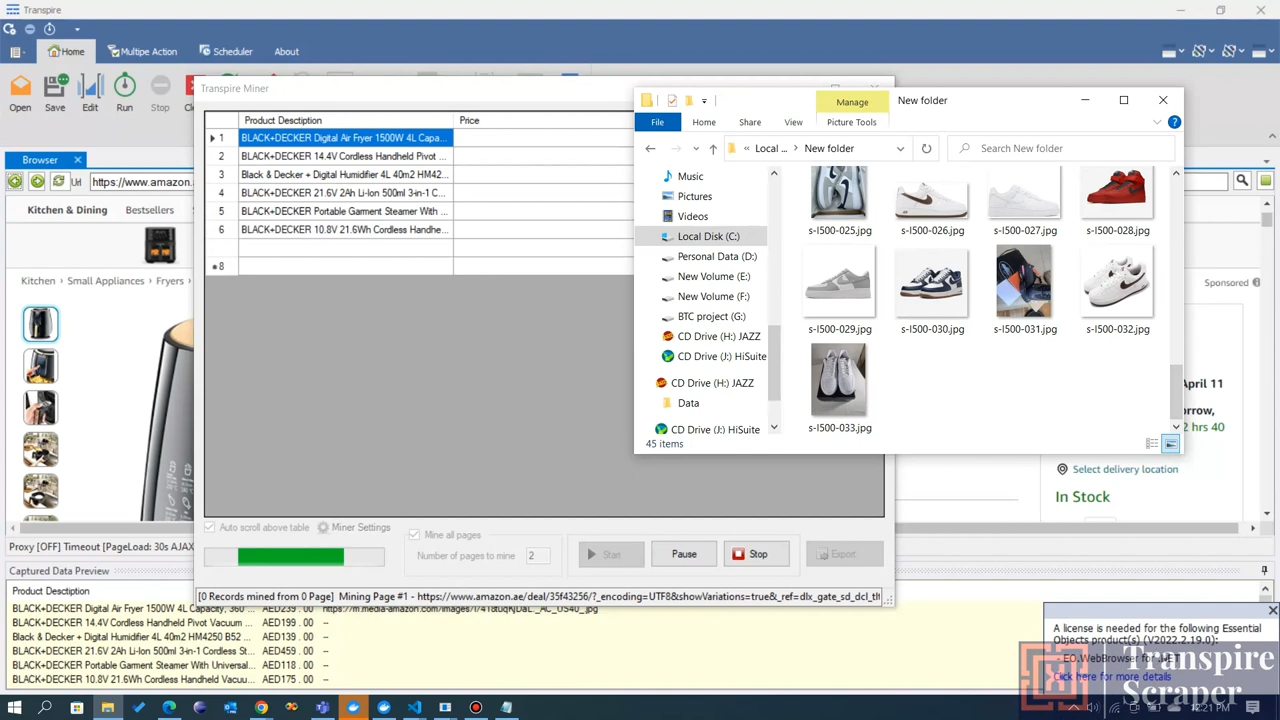 Transpire
Home
Multipe Action
Scheduler
About
Open
Save
Edit
Run
Stop
Transpire Miner
Product Desctiption
Price
1 BLACK+DECKER Digital Air Fryer 1500W 4L Capa...
2 BLACK+DECKER 14.4V Cordless Handheld Pivot ...
3 Black & Decker + Digital Humidifier 4L 40m2 HM42...
4 BLACK+DECKER 21.6V 2Ah Li-Ion 500ml 3-in-1 C...
5 BLACK+DECKER Portable Garment Steamer With ...
6 BLACK+DECKER 10.8V 21.6Wh Cordless Handhe...
8
Manage
New folder
File
Home
Share
View
Picture Tools
Local ...
New folder
Search New folder
Music
Pictures
Videos
Local Disk (C:)
Personal Data (D:)
New Volume (E:)
New Volume (F:)
BTC project (G:)
CD Drive (H:) JAZZ
CD Drive (J:) HiSuite
CD Drive (H:) JAZZ
Data
CD Drive (J:) HiSuite
s-l500-025.jpg
s-l500-026.jpg
s-l500-027.jpg
s-l500-028.jpg
s-l500-029.jpg
s-l500-030.jpg
s-l500-031.jpg
s-l500-032.jpg
s-l500-033.jpg
45 items
Browser
Url
https://www.amazon.
Kitchen & Dining
Bestsellers
Kitchen
Small Appliances
Fryers
Sponsored
April 11
2 hrs 40
Select delivery location
In Stock
Auto scroll above table
Miner Settings
Mine all pages
Number of pages to mine 2
Start
Pause
Stop
Export
[0 Records mined from 0 Page] Mining Page #1 - https://www.amazon.ae/deal/35f43256/?_encoding=UTF8&showVariations=true&_ref=dlx_gate_sd_dcl_tlt
Proxy [OFF] Timeout [PageLoad: 30s AJAX
Captured Data Preview
Product Desctiption
BLACK+DECKER Digital Air Fryer 1500W 4L Capacity, 360 ... AED239 . 00
BLACK+DECKER 14.4V Cordless Handheld Pivot Vacuum ... AED199 . 00 --
Black & Decker + Digital Humidifier 4L 40m2 HM4250 B52 ... AED139 . 00 --
BLACK+DECKER 21.6V 2Ah Li-Ion 500ml 3-in-1 Cordless St... AED459 . 00 --
BLACK+DECKER Portable Garment Steamer With Universal... AED118 . 00 --
BLACK+DECKER 10.8V 21.6Wh Cordless Handheld Vacuu... AED175 . 00 --
A license is needed for the following Essential
Objects product(s) (V2022.2.19.0):
- EO.WebBrowser for .NET
Click here for more details
Transpire
Scraper
12:21 PM